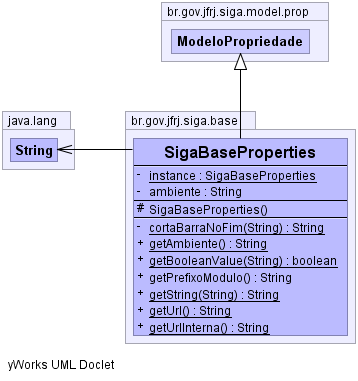 br.gov.jfrj.siga.model.prop
ModeloPropriedade
java.lang
String
br.gov.jfrj.siga.base
SigaBaseProperties
- instance : SigaBaseProperties
- ambiente : String
# SigaBaseProperties()
- cortaBarraNoFim(String) : String
+ getAmbiente() : String
+ getBooleanValue(String) : boolean
+ getPrefixoModulo() : String
+ getString(String) : String
+ getUrl() : String
+ getUrlInterna() : String
yWorks UML Doclet